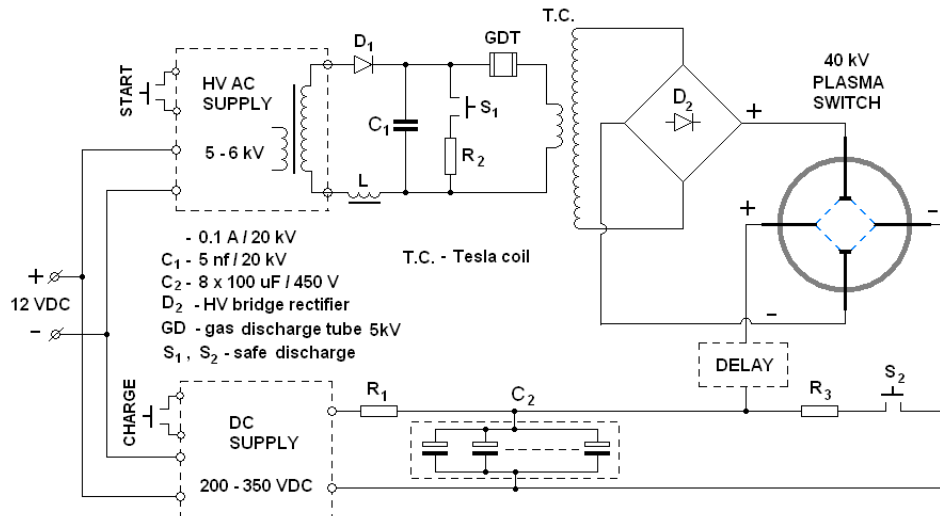 T.C.
D1
GDT
START
HV AC
SUPPLY
5 - 6 kV
C1
S1
R2
L
D2
+
-
40 kV
PLASMA
SWITCH
+
-
- 0.1 A / 20 kV
C1 - 5 nf / 20 kV
C2 - 8 x 100 uF / 450 V
D2 - HV bridge rectifier
GD - gas discharge tube 5kV
S1 , S2 - safe discharge
T.C. - Tesla coil
+
12 VDC
-
DELAY
CHARGE
DC
SUPPLY
200 - 350 VDC
R1
C2
R3
S2